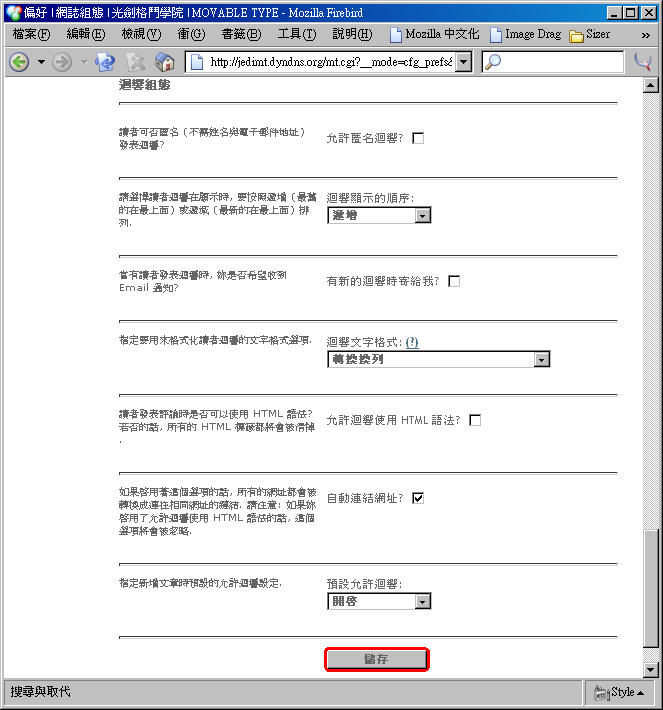 偏好 | 網誌組態 | 光劍格鬥學院 | MOVABLE TYPE - Mozilla Firebird
檔案(F) 編輯(E) 檢視(V) 衝(G) 書籤(B) 工具(T) 說明(H) Mozilla 中文化 Image Drag Sizer »
http://jedimt.dyndns.org/mt.cgi?__mode=cfg_prefs&
迴響組態
讀者可否匿名（不需姓名與電子郵件地址）
發表迴響?
允許匿名迴響?
請選擇讀者迴響在顯示時, 要按照遞增（最舊
的在最上面）或遞減（最新的在最上面）排
列.
迴響顯示的順序:
遞增
當有讀者發表迴響時, 妳是否希望收到
Email 通知?
有新的迴響時寄給我?
指定要用來格式化讀者迴響的文字格式選項.
迴響文字格式: (?)
轉換換列
讀者發表評論時是否可以使用 HTML 語法?
若否的話, 所有的 HTML 標籤都將會被清掉
.
允許迴響使用 HTML 語法?
如果啓用著這個選項的話, 所有的網址都會被
轉換成連往相同網址的鏈結. 請注意: 如果妳
啓用了允許迴響使用 HTML 語法的話, 這個
選項將會被忽略.
自動連結網址?
指定新增文章時預設的允許迴響設定.
預設允許迴響:
開啓
儲存
搜尋與取代
Style